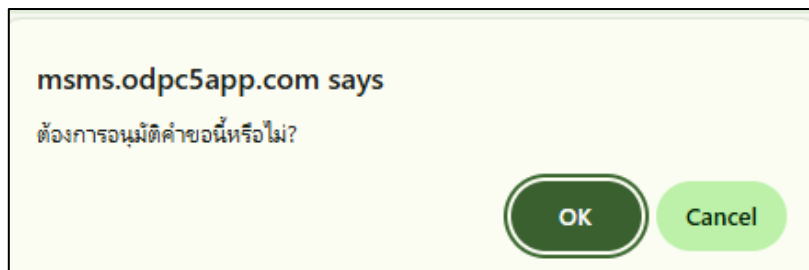 msms.odpc5app.com says
ต้องการอนุมัติคำขอนี้หรือไม่?
OK
Cancel